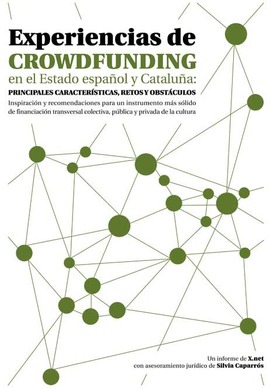 Experiencias de
CROWDFUNDING
en el Estado español y Cataluña:
PRINCIPALES CARACTERÍSTICAS, RETOS Y OBSTÁCULOS
Inspiración y recomendaciones para un instrumento más sólido
de financiación transversal colectiva, pública y privada de la cultura
Un informe de X.net
con asesoramiento jurídico de Silvia Caparrós